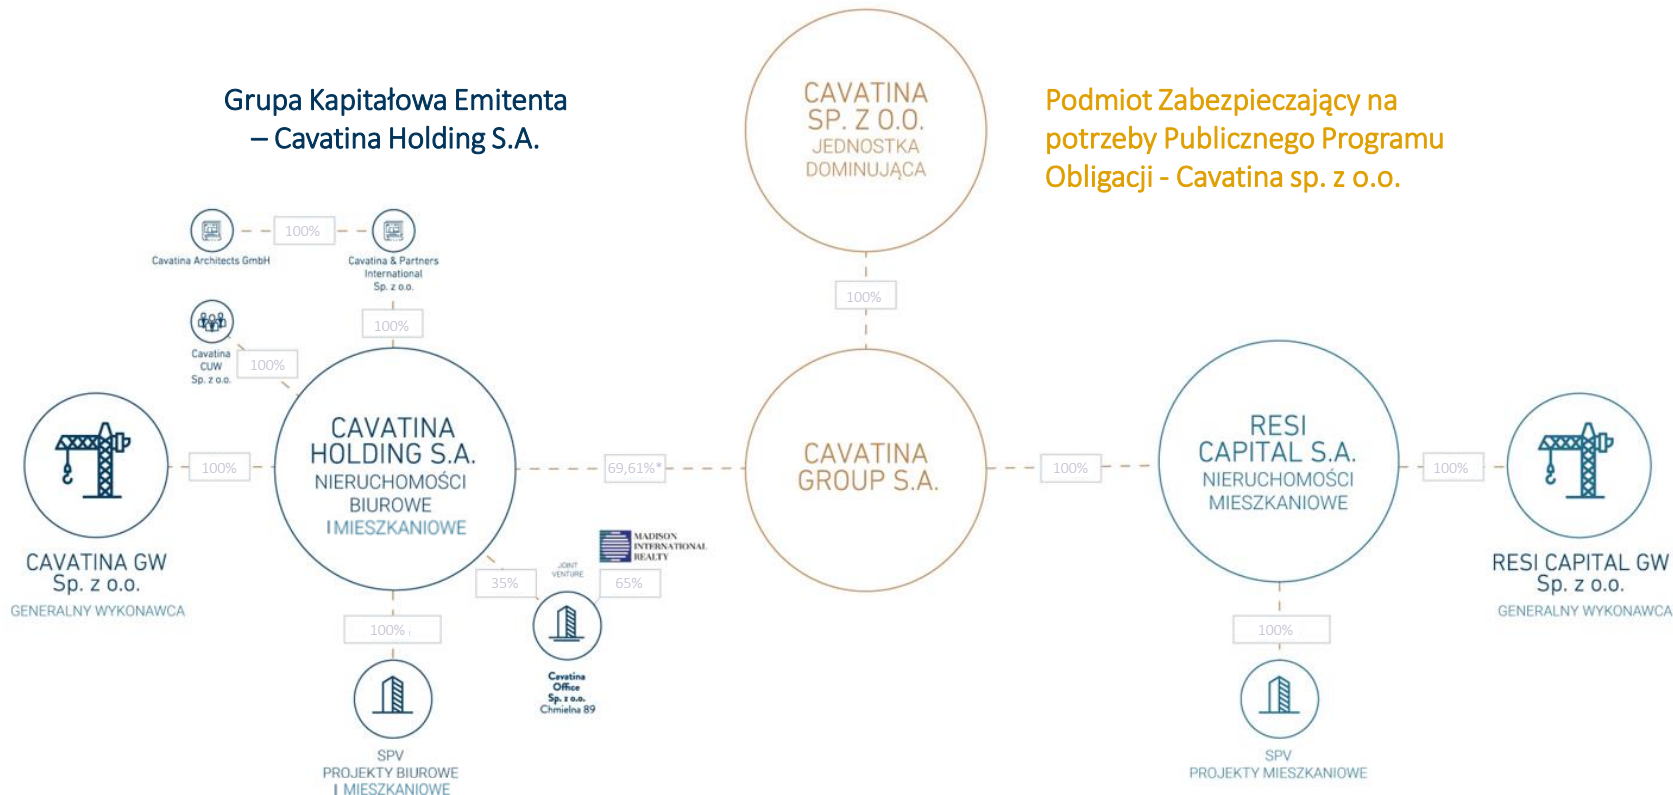 Grupa Kapitałowa Emitenta
– Cavatina Holding S.A.
CAVATINA
SP. Z O.O.
JEDNOSTKA
DOMINUJĄCA
Podmiot Zabezpieczający na
potrzeby Publicznego Programu
Obligacji - Cavatina sp. z o.o.
100%
Cavatina Architects GmbH
Cavatina & Partners
International
Sp. z o.o.
100%
100%
Cavatina
CUW
Sp. z o.o.
100%
CAVATINA GW
Sp. z o.o.
GENERALNY WYKONAWCA
100%
CAVATINA
HOLDING S.A.
NIERUCHOMOŚCI
BIUROWE
I MIESZKANIOWE
69,61%*
CAVATINA
GROUP S.A.
100%
RESI
CAPITAL S.A.
NIERUCHOMOŚCI
MIESZKANIOWE
100%
RESI CAPITAL GW
Sp. z o.o.
GENERALNY WYKONAWCA
MADISON
INTERNATIONAL
REALTY
JOINT
VENTURE
35%
65%
Cavatina
Office
Sp. z o.o.
Chmielna 89
100%
SPV
PROJEKTY BIUROWE
I MIESZKANIOWE
100%
SPV
PROJEKTY MIESZKANIOWE